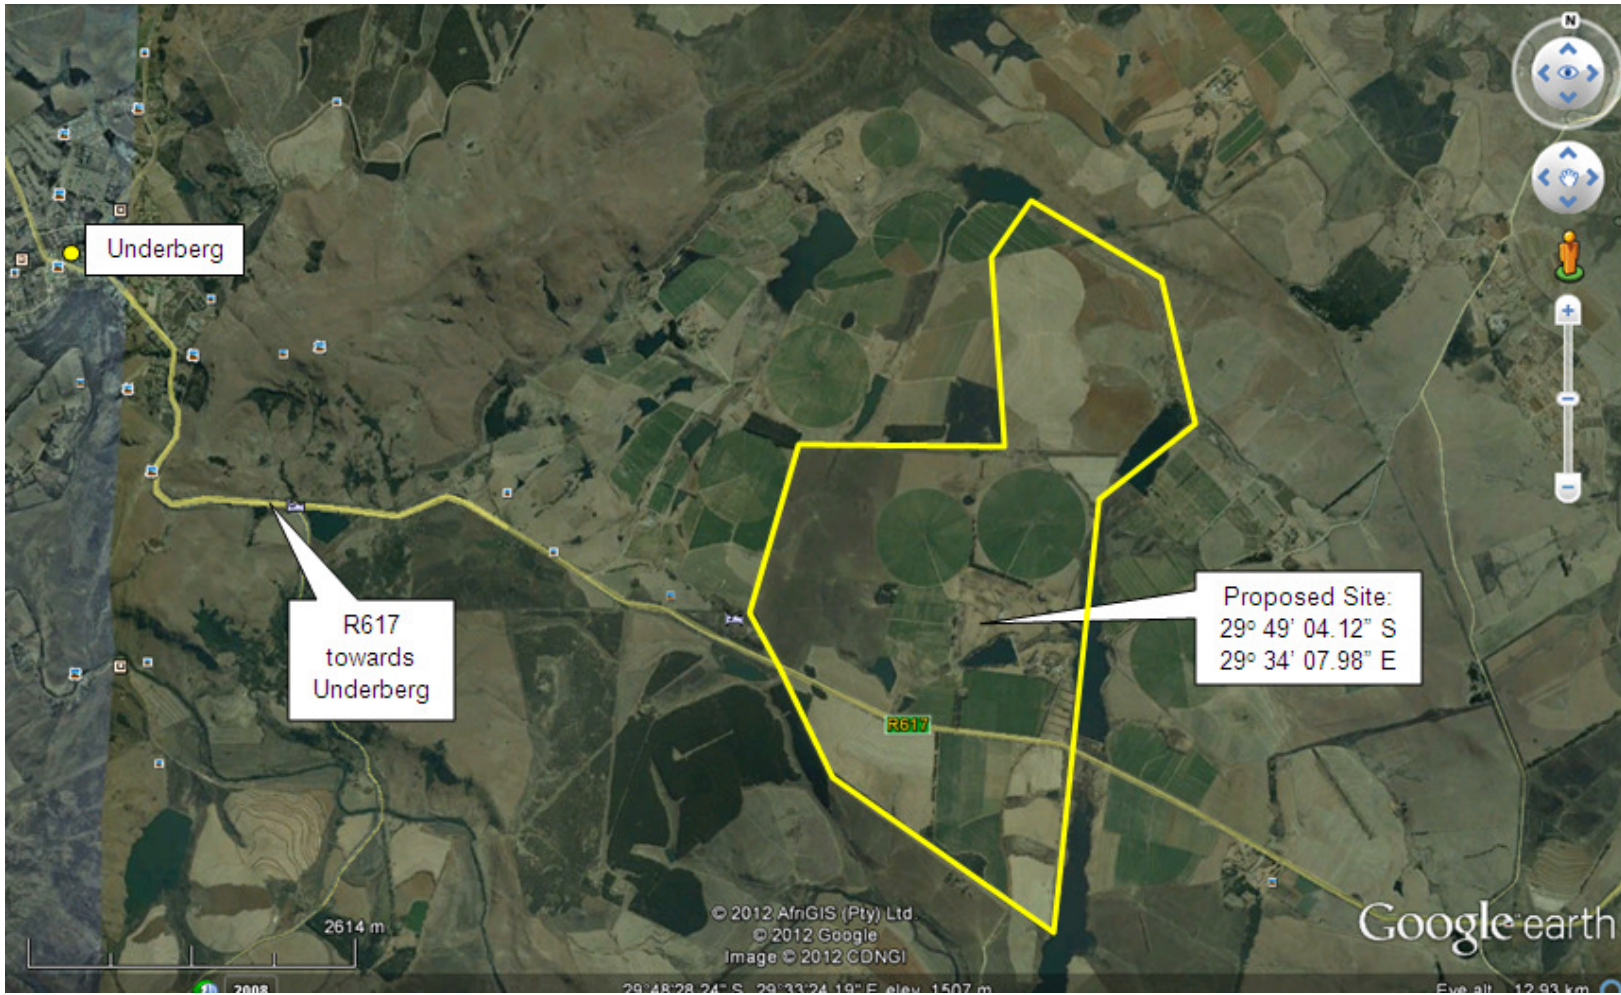 N
Underberg
R617
towards
Underberg
Proposed Site:
29º 49' 04.12" S
29º 34' 07.98" E
R617
2614 m
© 2012 AfriGIS (Pty) Ltd.
© 2012 Google
Image © 2012 CDNGI
Google earth
2008
29°48'28.24" S 29°33'24.19" E elev 1507 m
Eye alt 12.93 km